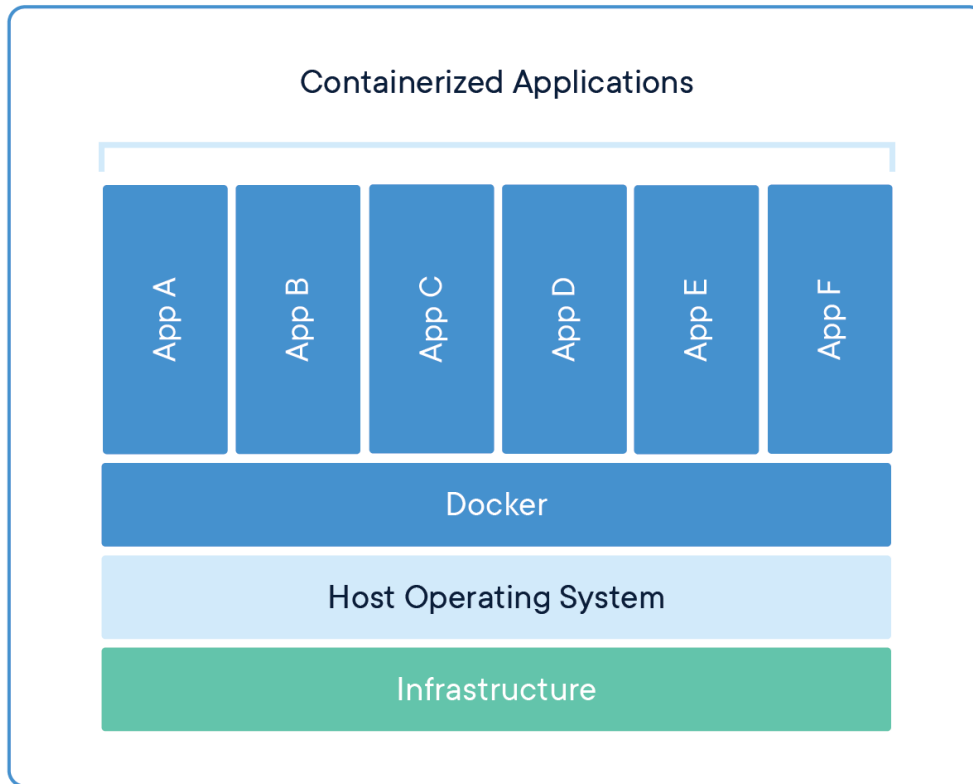 Containerized Applications
App A
App B
App C
App D
App E
App F
Docker
Host Operating System
Infrastructure